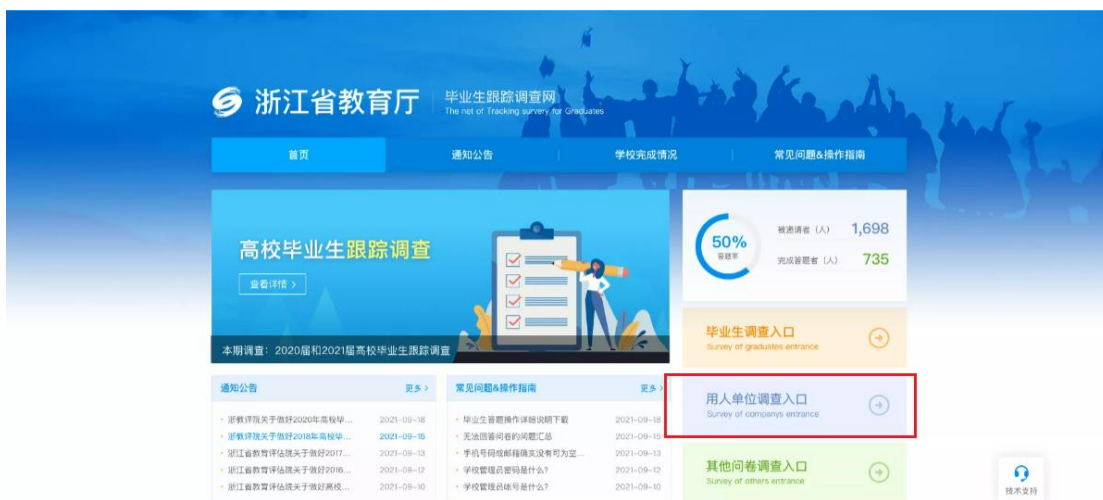 浙江省教育厅
毕业生跟踪调查网
The net of Tracking survery for Graduates
首页
通知公告
学校完成情况
常见问题&操作指南
高校毕业生跟踪调查
查看详情 >
本期调查：2020届和2021届高校毕业生跟踪调查
50%
答题率
被邀请者（人） 1,698
完成答题者（人） 735
毕业生调查入口
Survey of graduates entrance
用人单位调查入口
Survey of companys entrance
其他问卷调查入口
Survey of others entrance
通知公告 更多 >
浙教评院关于做好2020年高校毕... 2021-09-18
浙教评院关于做好2018年高校毕... 2021-09-15
浙江省教育评估院关于做好2017... 2021-09-13
浙江省教育评估院关于做好2016... 2021-09-12
浙江省教育评估院关于做好高校... 2021-09-10
常见问题&操作指南 更多 >
毕业生答题操作详细说明下载 2021-09-18
无法回答问卷的问题汇总 2021-09-15
手机号码或邮箱确实没有可为空... 2021-09-13
学校管理员密码是什么? 2021-09-12
学校管理员账号是什么? 2021-09-10
技术支持